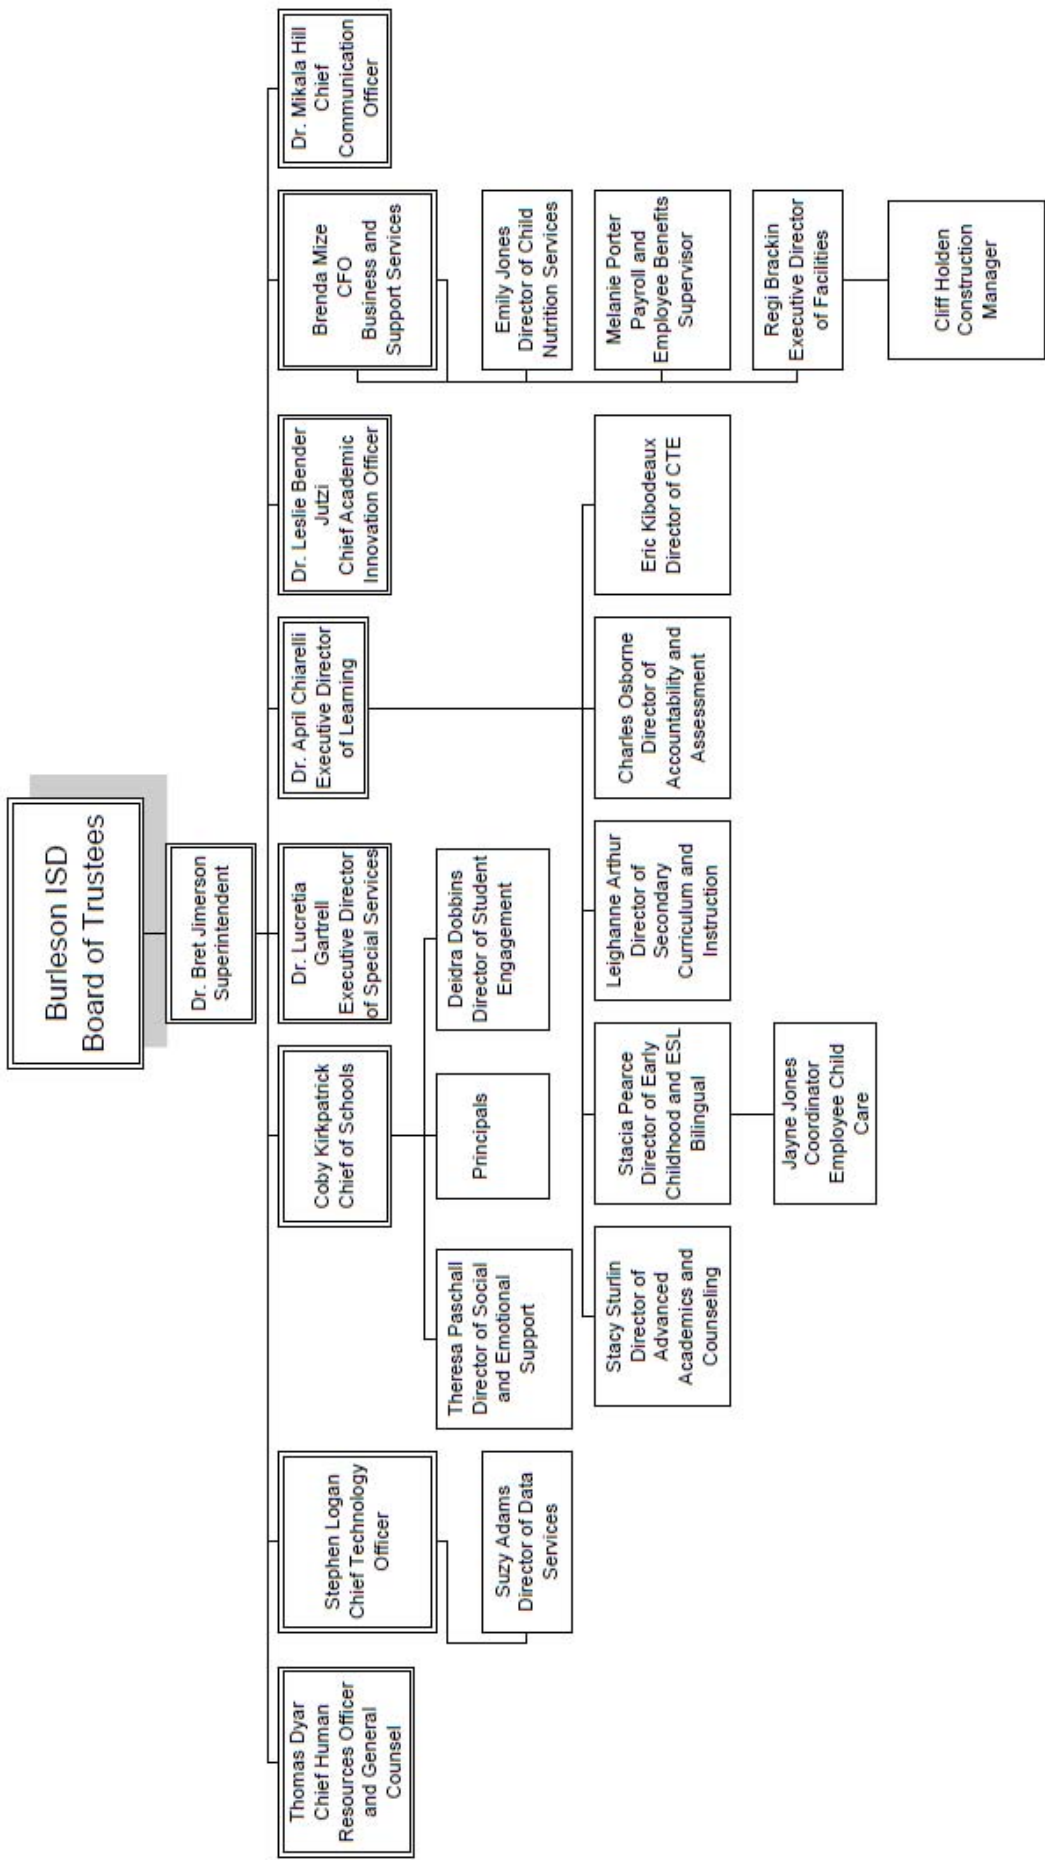 Burleson ISD
Board of Trustees
Dr. Bret Jimerson
Superintendent
Thomas Dyar
Chief Human
Resources Officer
and General
Counsel
Stephen Logan
Chief Technology
Officer
Coby Kirkpatrick
Chief of Schools
Dr. Lucretia
Gartrell
Executive Director
of Special Services
Dr. April Chiarelli
Executive Director
of Learning
Dr. Leslie Bender
Jutzi
Chief Academic
Innovation Officer
Brenda Mize
CFO
Business and
Support Services
Dr. Mikala Hill
Chief
Communication
Officer
Suzy Adams
Director of Data
Services
Theresa Paschall
Director of Social
and Emotional
Support
Principals
Deidra Dobbins
Director of Student
Engagement
Emily Jones
Director of Child
Nutrition Services
Stacy Sturlin
Director of
Advanced
Academics and
Counseling
Stacia Pearce
Director of Early
Childhood and ESL
Bilingual
Leighanne Arthur
Director of
Secondary
Curriculum and
Instruction
Charles Osborne
Director of
Accountability and
Assessment
Eric Kibodeaux
Director of CTE
Melanie Porter
Payroll and
Employee Benefits
Supervisor
Regi Brackin
Executive Director
of Facilities
Jayne Jones
Coordinator
Employee Child
Care
Cliff Holden
Construction
Manager